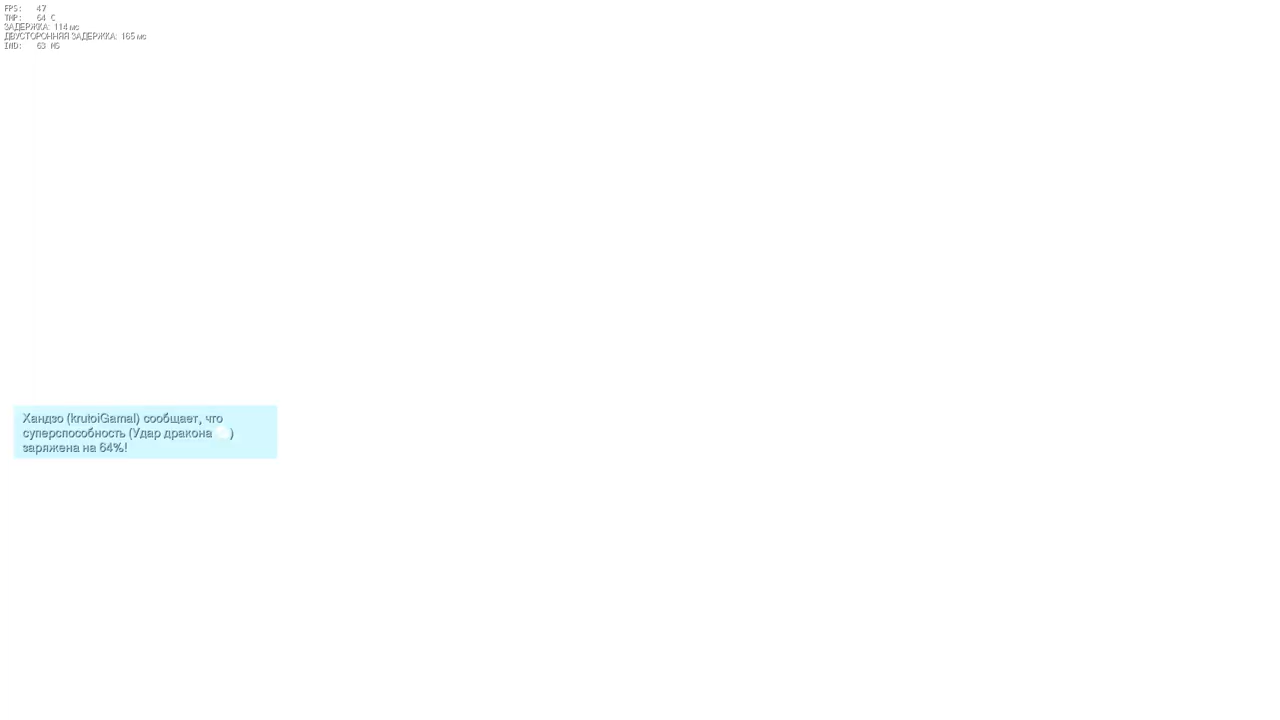 FPS: 47
TMP: 64 C
ЗАДЕРЖКА: 114 мс
ДВУСТОРОННЯЯ ЗАДЕРЖКА: 165 мс
IND: 63 MS
Хандзо (krutoiGamal) сообщает, что
суперспособность (Удар дракона )
заряжена на 64%!